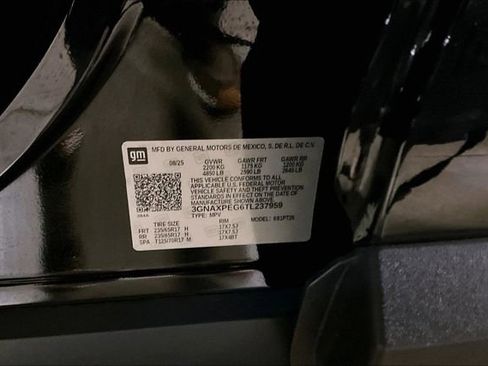 gm
MFD BY GENERAL MOTORS DE MEXICO, S. DE R.L. DE C.V.
08/25 GVWR GAWR FRT GAWR RR
2200 KG 1175 KG 1200 KG
4850 LB 2590 LB 2645 LB
THIS VEHICLE CONFORMS TO ALL
APPLICABLE U.S. FEDERAL MOTOR
VEHICLE SAFETY AND THEFT PREVENTION
STANDARDS IN EFFECT ON THE DATE OF
MANUFACTURE SHOWN ABOVE.
3GNAXPEG6TL237959
TYPE: MPV
TIRE SIZE RIM MODEL:
FRT 235/65R17 H 17X7.5J
RR 235/65R17 H 17X7.5J
SPA T125/70R17 M 17X4BT